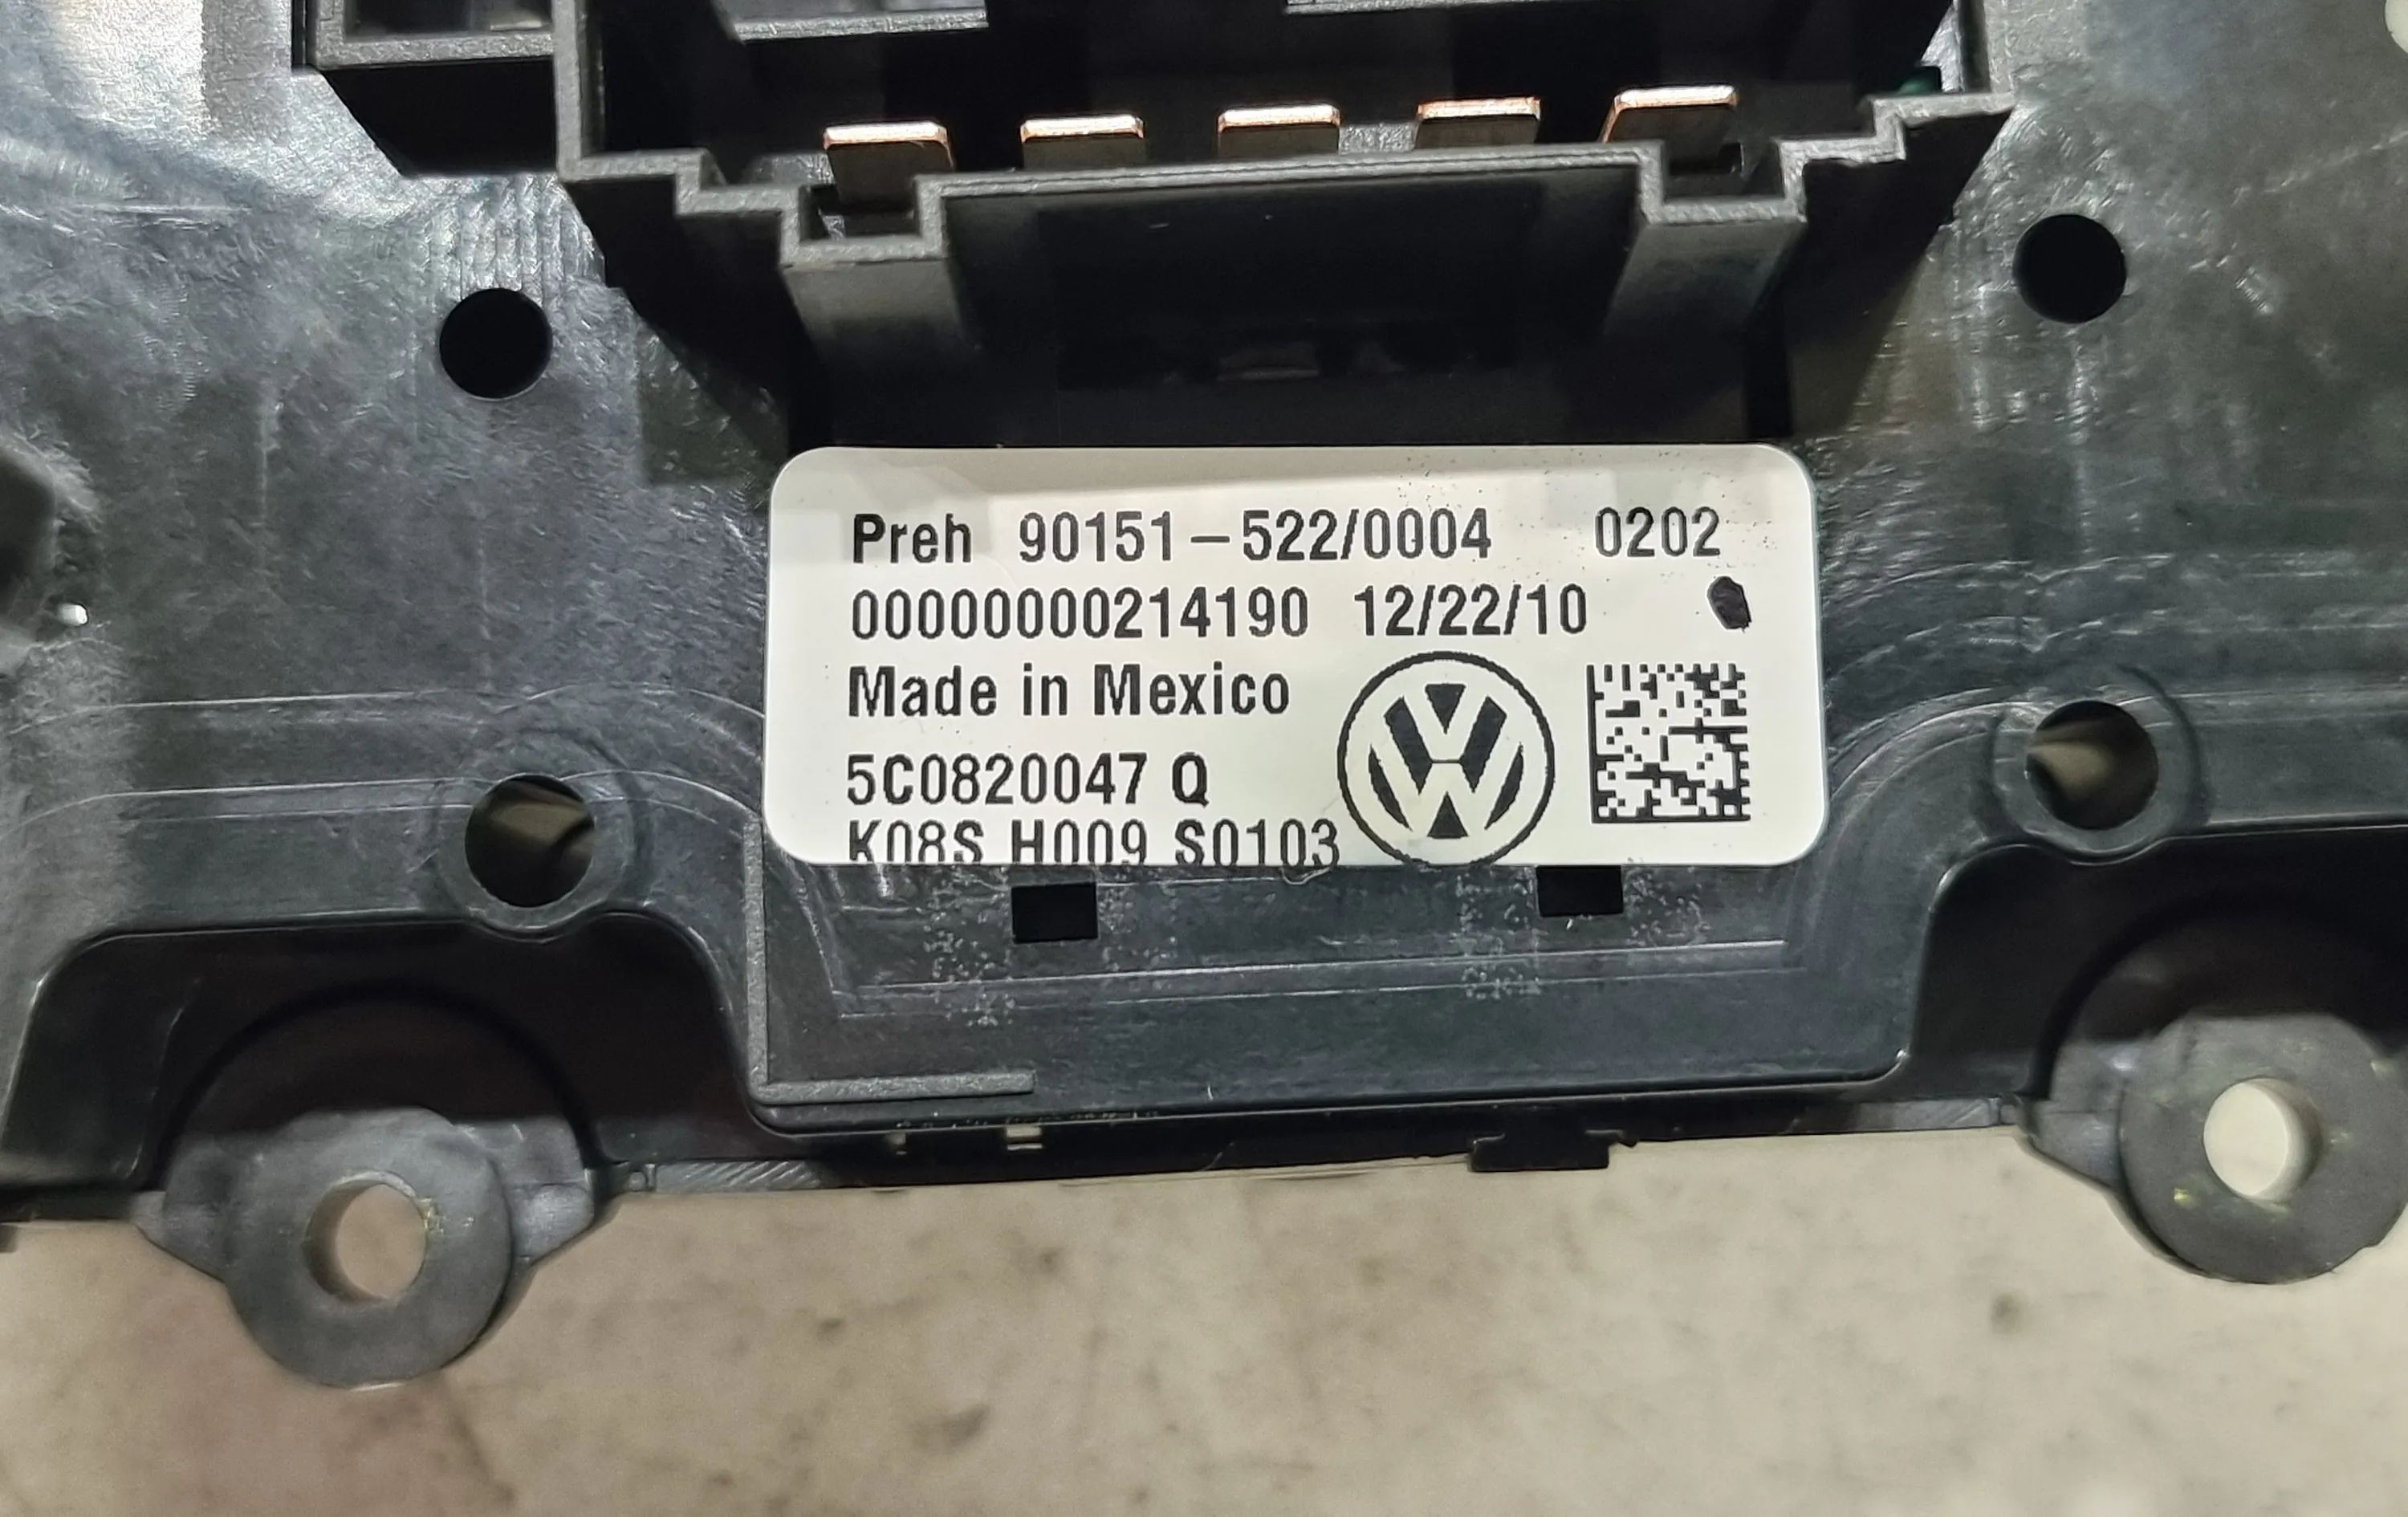 Preh 90151-522/0004 0202
00000000214190 12/22/10
Made in Mexico
5C0820047 Q
K08S H009 S0103